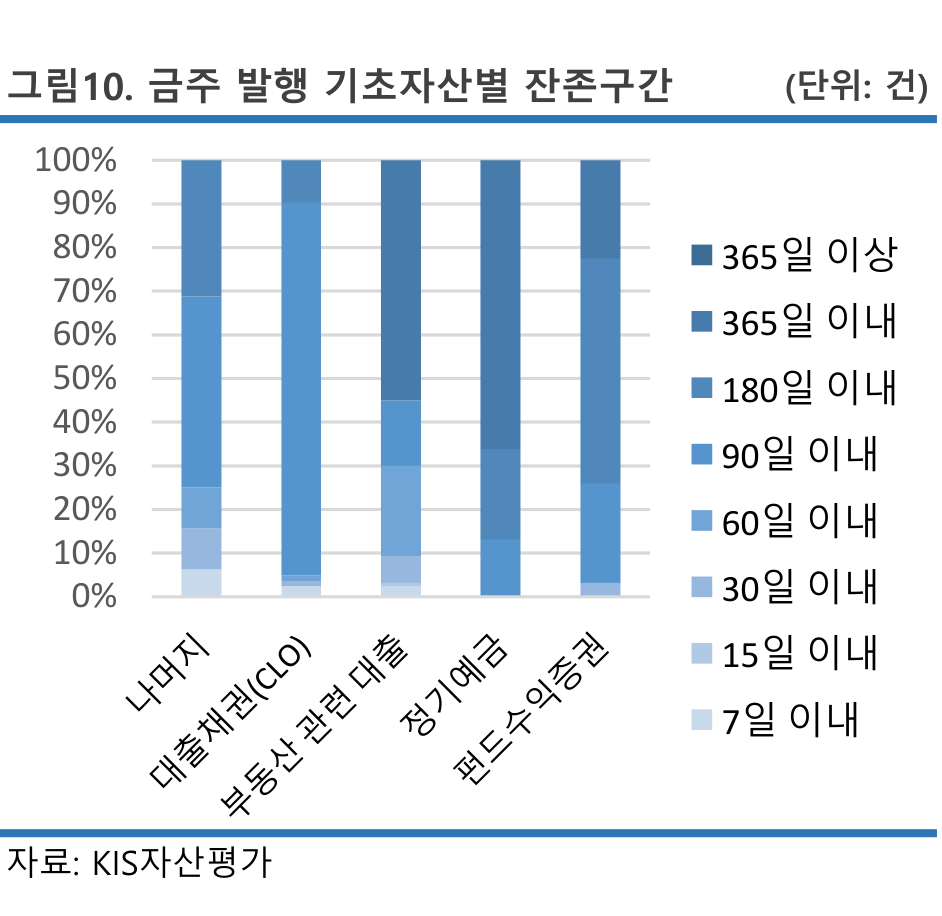 그림10. 금주 발행 기초자산별 잔존구간 (단위: 건)
100%
90%
80%
70%
60%
50%
40%
30%
20%
10%
0%
나머지
대출채권(CLO)
부동산 관련 대출
정기예금
펀드수익증권
365일 이상
365일 이내
180일 이내
90일 이내
60일 이내
30일 이내
15일 이내
7일 이내
자료: KIS자산평가